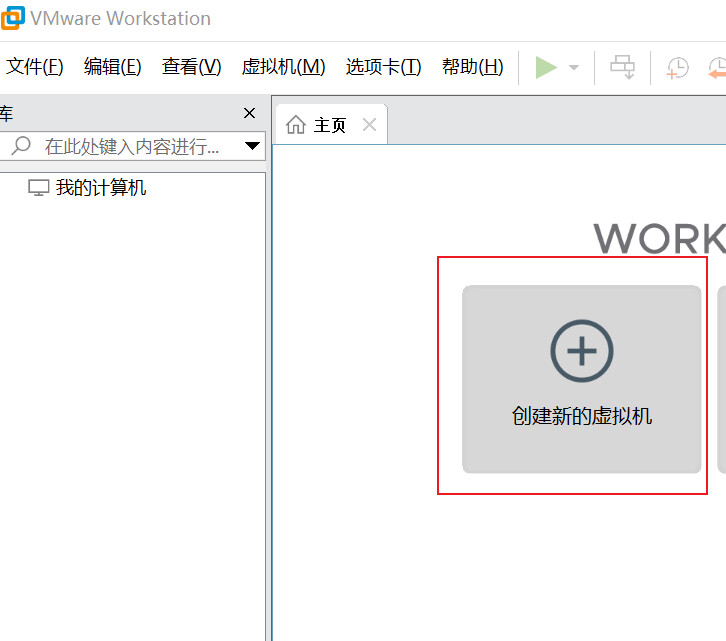 VMware Workstation
文件(F) 编辑(E) 查看(V) 虚拟机(M) 选项卡(T) 帮助(H)
库
在此处键入内容进行...
我的计算机
主页
WORK
创建新的虚拟机